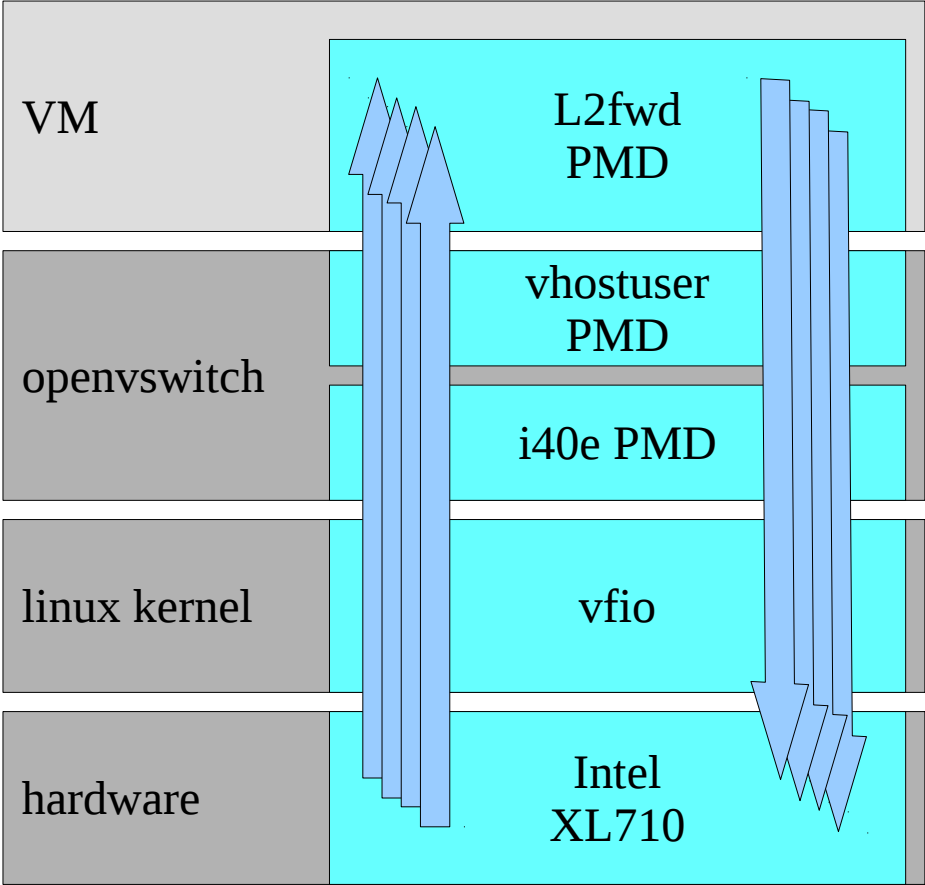 VM
L2fwd
PMD
vhostuser
PMD
openvswitch
i40e PMD
linux kernel
vfio
hardware
Intel
XL710